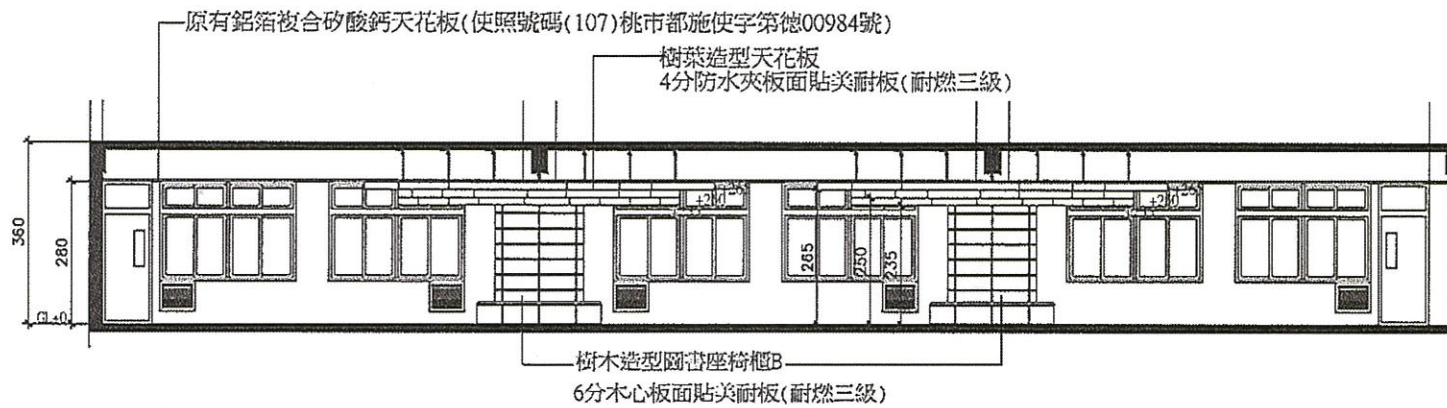 原有鋁箔複合矽酸鈣天花板(使照號碼(107)桃市都施使字第德00984號)
樹葉造型天花板
4分防水夾板面貼美耐板(耐燃三級)
360
280
GL±0
265
250
235
+260
+260
樹木造型圖書座椅櫃B
6分木心板面貼美耐板(耐燃三級)